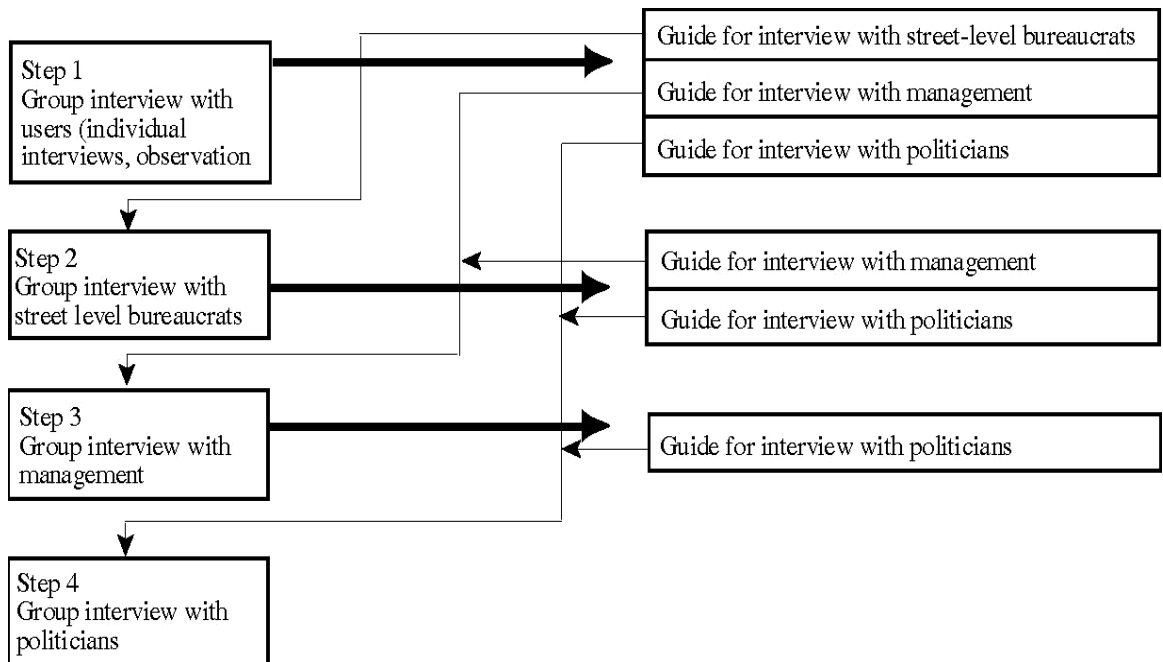 Step 1
Group interview with
users (individual
interviews, observation
Guide for interview with street-level bureaucrats
Guide for interview with management
Guide for interview with politicians
Step 2
Group interview with
street level bureaucrats
Guide for interview with management
Guide for interview with politicians
Step 3
Group interview with
management
Guide for interview with politicians
Step 4
Group interview with
politicians